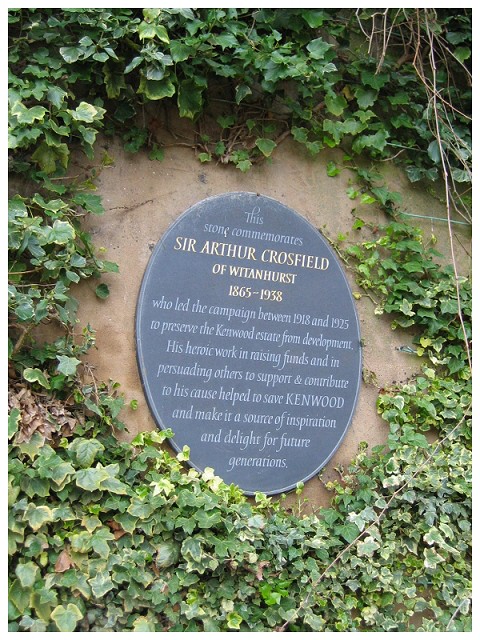 This
stone commemorates
SIR ARTHUR CROSFIELD
OF WITANHURST
1865–1938
who led the campaign between 1918 and 1925
to preserve the Kenwood estate from development.
His heroic work in raising funds and in
persuading others to support & contribute
to his cause helped to save KENWOOD
and make it a source of inspiration
and delight for future
generations.